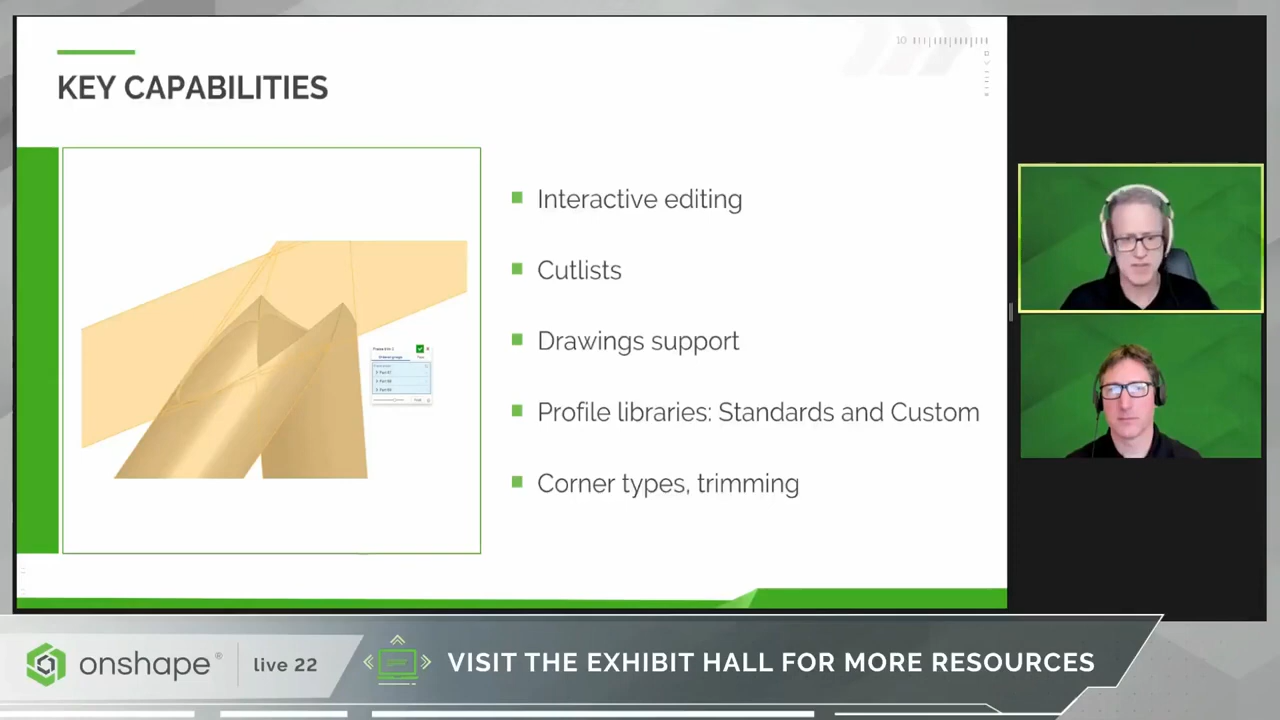 10
KEY CAPABILITIES
Interactive editing
Cutlists
Drawings support
Profile libraries: Standards and Custom
Corner types, trimming
onshape®
live 22
VISIT THE EXHIBIT HALL FOR MORE RESOURCES